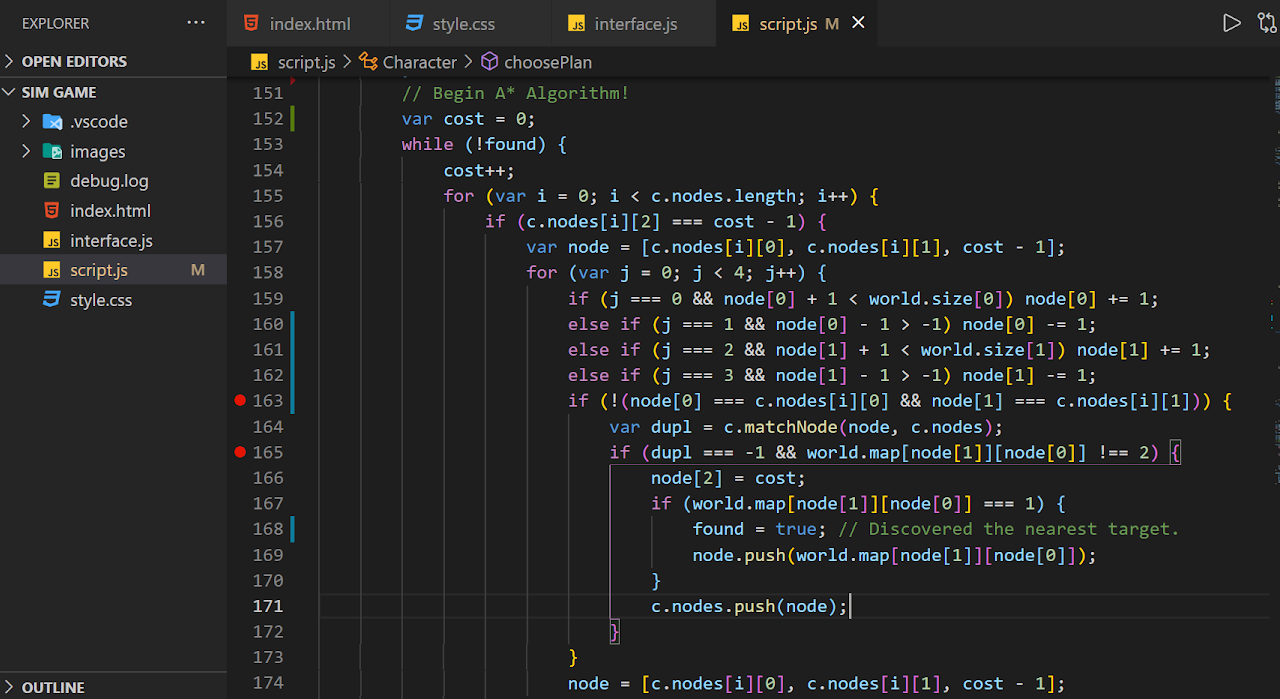 EXPLORER ···
index.html style.css interface.js script.js M
OPEN EDITORS
script.js > Character > choosePlan
SIM GAME
.vscode
images
debug.log
index.html
interface.js
script.js M
style.css
OUTLINE
151 // Begin A* Algorithm!
152 var cost = 0;
153 while (!found) {
154 cost++;
155 for (var i = 0; i < c.nodes.length; i++) {
156 if (c.nodes[i][2] === cost - 1) {
157 var node = [c.nodes[i][0], c.nodes[i][1], cost - 1];
158 for (var j = 0; j < 4; j++) {
159 if (j === 0 && node[0] + 1 < world.size[0]) node[0] += 1;
160 else if (j === 1 && node[0] - 1 > -1) node[0] -= 1;
161 else if (j === 2 && node[1] + 1 < world.size[1]) node[1] += 1;
162 else if (j === 3 && node[1] - 1 > -1) node[1] -= 1;
163 if (!(node[0] === c.nodes[i][0] && node[1] === c.nodes[i][1])) {
164 var dupl = c.matchNode(node, c.nodes);
165 if (dupl === -1 && world.map[node[1]][node[0]] !== 2) {
166 node[2] = cost;
167 if (world.map[node[1]][node[0]] === 1) {
168 found = true; // Discovered the nearest target.
169 node.push(world.map[node[1]][node[0]]);
170 }
171 c.nodes.push(node);
172 }
173 }
174 node = [c.nodes[i][0], c.nodes[i][1], cost - 1];